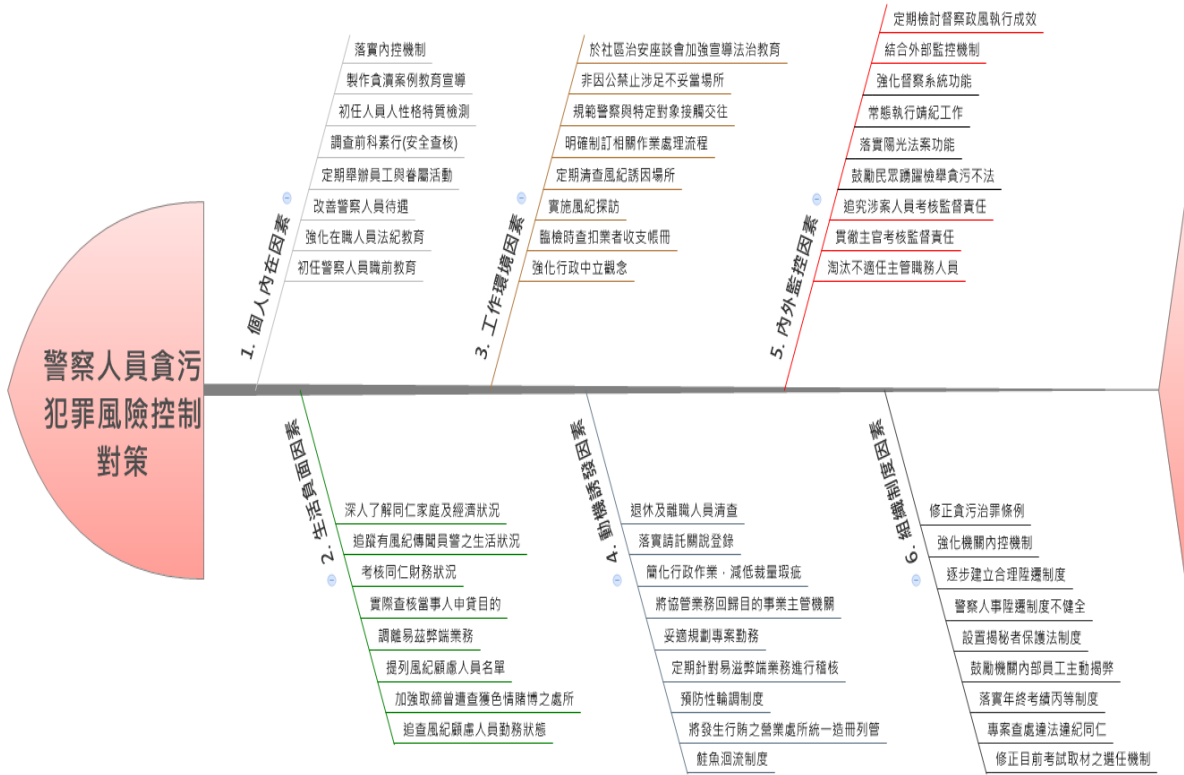 警察人員貪污
犯罪風險控制
對策
1. 個人內在因素
落實內控機制
製作貪瀆案例教育宣導
初任人員人性格特質檢測
調查前科素行(安全查核)
定期舉辦員工與眷屬活動
改善警察人員待遇
強化在職人員法紀教育
初任警察人員職前教育
3. 工作環境因素
於社區治安座談會加強宣導法治教育
非因公禁止涉足不妥當場所
規範警察與特定對象接觸交往
明確制訂相關作業處理流程
定期清查風紀誘因場所
實施風紀探訪
臨檢時查扣業者收支帳冊
強化行政中立觀念
5. 內外監控因素
定期檢討督察政風執行成效
結合外部監控機制
強化督察系統功能
常態執行靖紀工作
落實陽光法案功能
鼓勵民眾踴躍檢舉貪污不法
追究涉案人員考核監督責任
貫徹主官考核監督責任
淘汰不適任主管職務人員
2. 生活負面因素
深人了解同仁家庭及經濟狀況
追蹤有風紀傳聞員警之生活狀況
考核同仁財務狀況
實際查核當事人申貸目的
調離易茲弊端業務
提列風紀顧慮人員名單
加強取締曾遭查獲色情賭博之處所
追查風紀顧慮人員勤務狀態
4. 動機誘發因素
退休及離職人員清查
落實請託關說登錄
簡化行政作業，減低裁量瑕疵
將協管業務回歸目的事業主管機關
妥適規劃專案勤務
定期針對易滋弊端業務進行稽核
預防性輪調制度
將發生行賄之營業處所統一造冊列管
鮭魚洄流制度
6. 組織制度因素
修正貪污治罪條例
強化機關內控機制
逐步建立合理陞遷制度
警察人事陞遷制度不健全
設置揭秘者保護法制度
鼓勵機關內部員工主動揭弊
落實年終考績丙等制度
專案查處違法違紀同仁
修正目前考試取材之選任機制